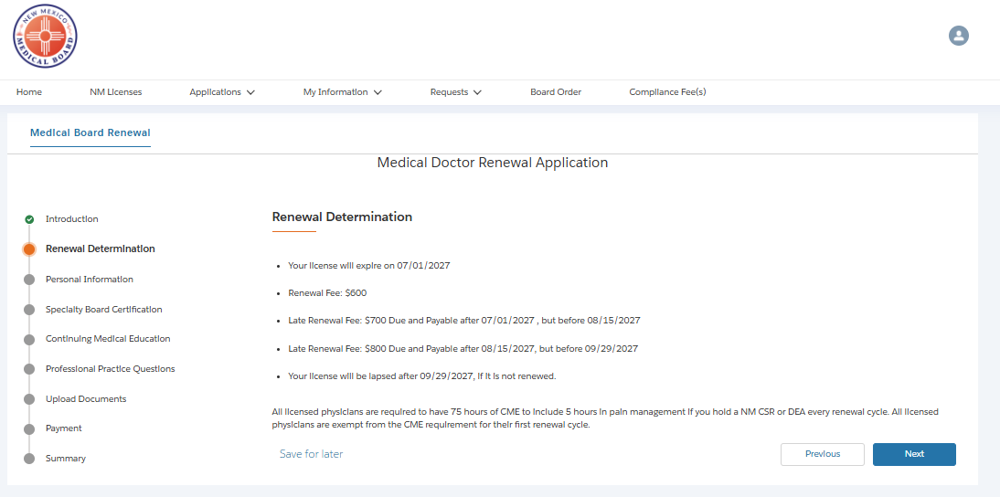 NEW MEXICO
MEDICAL BOARD
Home NM Licenses Applications My Information Requests Board Order Compliance Fee(s)
Medical Board Renewal
Medical Doctor Renewal Application
Introduction
Renewal Determination
Personal Information
Specialty Board Certification
Continuing Medical Education
Professional Practice Questions
Upload Documents
Payment
Summary
Renewal Determination
• Your license will expire on 07/01/2027
• Renewal Fee: $600
• Late Renewal Fee: $700 Due and Payable after 07/01/2027 , but before 08/15/2027
• Late Renewal Fee: $800 Due and Payable after 08/15/2027, but before 09/29/2027
• Your license will be lapsed after 09/29/2027, if it is not renewed.
All licensed physicians are required to have 75 hours of CME to include 5 hours in pain management if you hold a NM CSR or DEA every renewal cycle. All licensed
physicians are exempt from the CME requirement for their first renewal cycle.
Save for later Previous Next